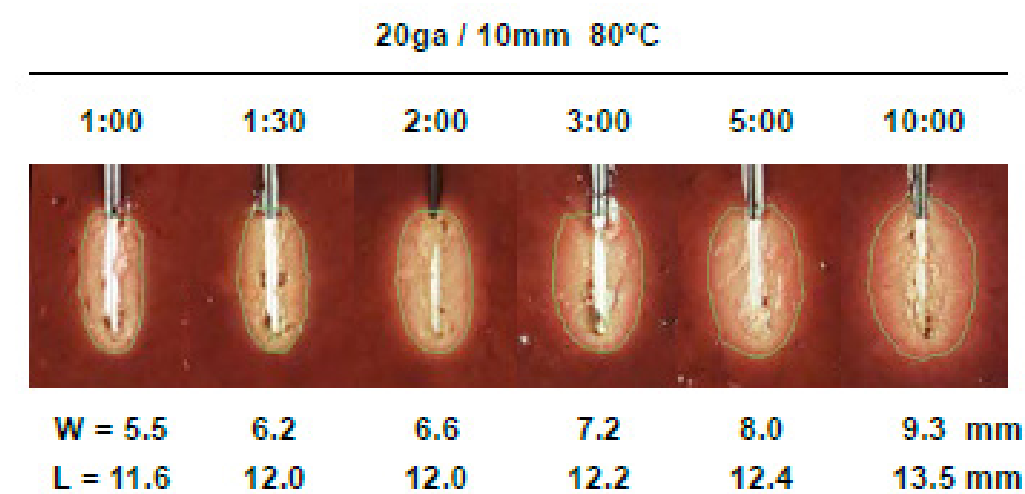 20ga / 10mm 80ºC
1:00 1:30 2:00 3:00 5:00 10:00
W = 5.5 6.2 6.6 7.2 8.0 9.3 mm
L = 11.6 12.0 12.0 12.2 12.4 13.5 mm